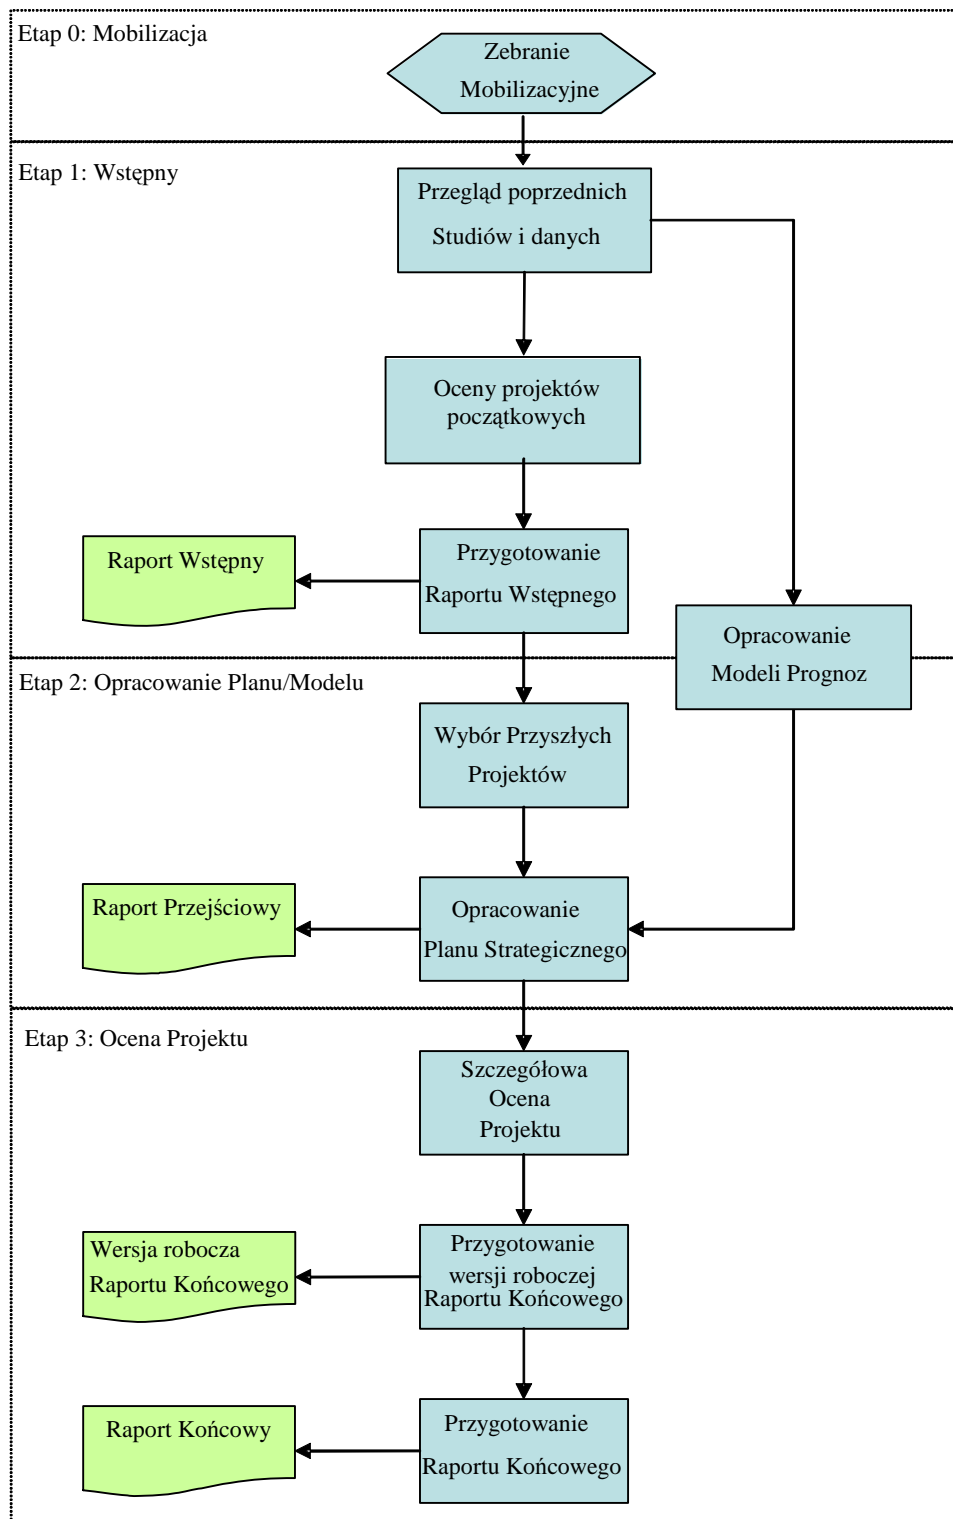 Etap 0: Mobilizacja
Zebranie
Mobilizacyjne
Etap 1: Wstępny
Przegląd poprzednich
Studiów i danych
Oceny projektów
początkowych
Raport Wstępny
Przygotowanie
Raportu Wstępnego
Opracowanie
Modeli Prognoz
Etap 2: Opracowanie Planu/Modelu
Wybór Przyszłych
Projektów
Raport Przejściowy
Opracowanie
Planu Strategicznego
Etap 3: Ocena Projektu
Szczegółowa
Ocena
Projektu
Wersja robocza
Raportu Końcowego
Przygotowanie
wersji roboczej
Raportu Końcowego
Raport Końcowy
Przygotowanie
Raportu Końcowego